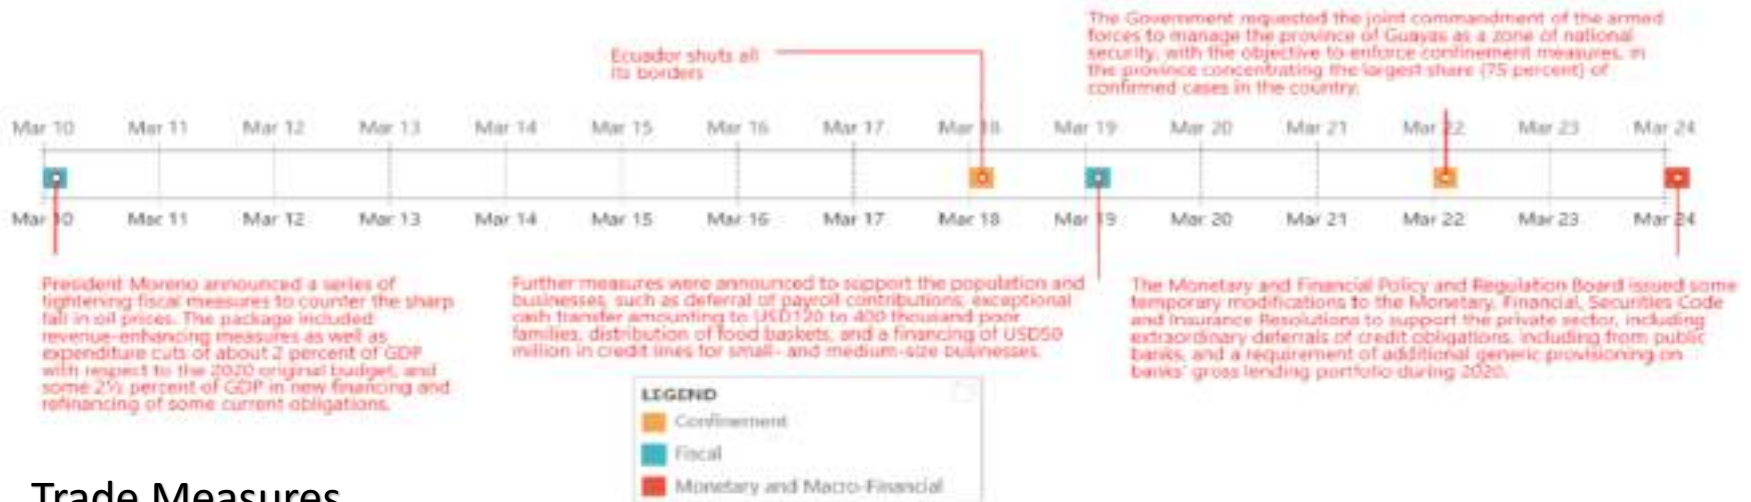 The Government requested the joint commandment of the armed
forces to manage the province of Guayas as a zone of national
security, with the objective to enforce confinement measures, in
the province concentrating the largest share (75 percent) of
confirmed cases in the country.
Ecuador shuts all
its borders
Mar 10 Mar 11 Mar 12 Mar 13 Mar 14 Mar 15 Mar 16 Mar 17 Mar 18 Mar 19 Mar 20 Mar 21 Mar 22 Mar 23 Mar 24
Mar 10 Mar 11 Mar 12 Mar 13 Mar 14 Mar 15 Mar 16 Mar 17 Mar 18 Mar 19 Mar 20 Mar 21 Mar 22 Mar 23 Mar 24
President Moreno announced a series of
tightening fiscal measures to counter the sharp
fall in oil prices. The package included
revenue-enhancing measures as well as
expenditure cuts of about 2 percent of GDP
with respect to the 2020 original budget, and
some 2½ percent of GDP in new financing and
refinancing of some current obligations.
Further measures were announced to support the population and
businesses, such as deferral of payroll contributions, exceptional
cash transfer amounting to USD120 to 400 thousand poor
families, distribution of food baskets, and a financing of USD50
million in credit lines for small- and medium-size businesses.
The Monetary and Financial Policy and Regulation Board issued some
temporary modifications to the Monetary, Financial, Securities Code
and Insurance Resolutions to support the private sector, including
extraordinary deferrals of credit obligations, including from public
banks, and a requirement of additional generic provisioning on
banks' gross lending portfolio during 2020.
LEGEND
Confinement
Fiscal
Monetary and Macro-Financial
Trade Measures